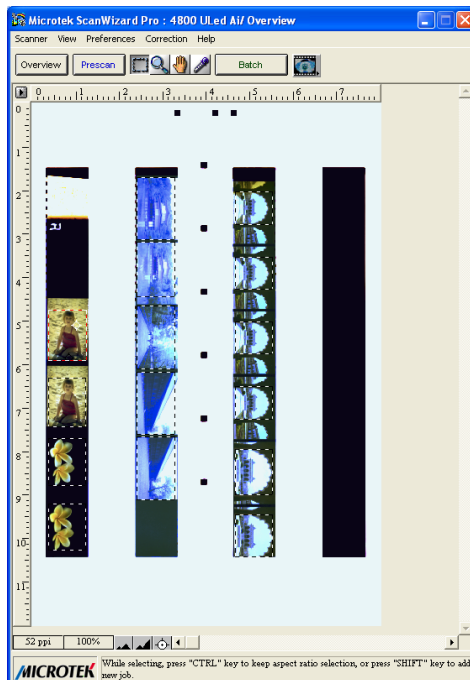 Microtek ScanWizard Pro : 4800 ULed Ai/ Overview
Scanner View Preferences Correction Help
Overview Prescan Batch
0 1 2 3 4 5 6 7
0
1
2
3
4
5
6
7
8
9
10
11
52 ppi 100%
MICROTEK While selecting, press "CTRL" key to keep aspect ratio selection, or press "SHIFT" key to add
new job.